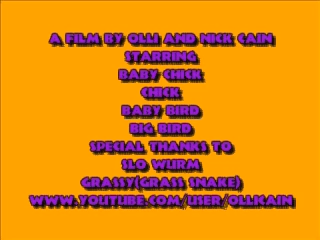 A FILM BY OLLI AND NICK CAIN
STARRING
BABY CHICK
CHICK
BABY BIRD
BIG BIRD
SPECIAL THANKS TO
SLO WURM
GRASSY(GRASS SNAKE)
WWW.YOUTUBE.COM/USER/OLLICAIN